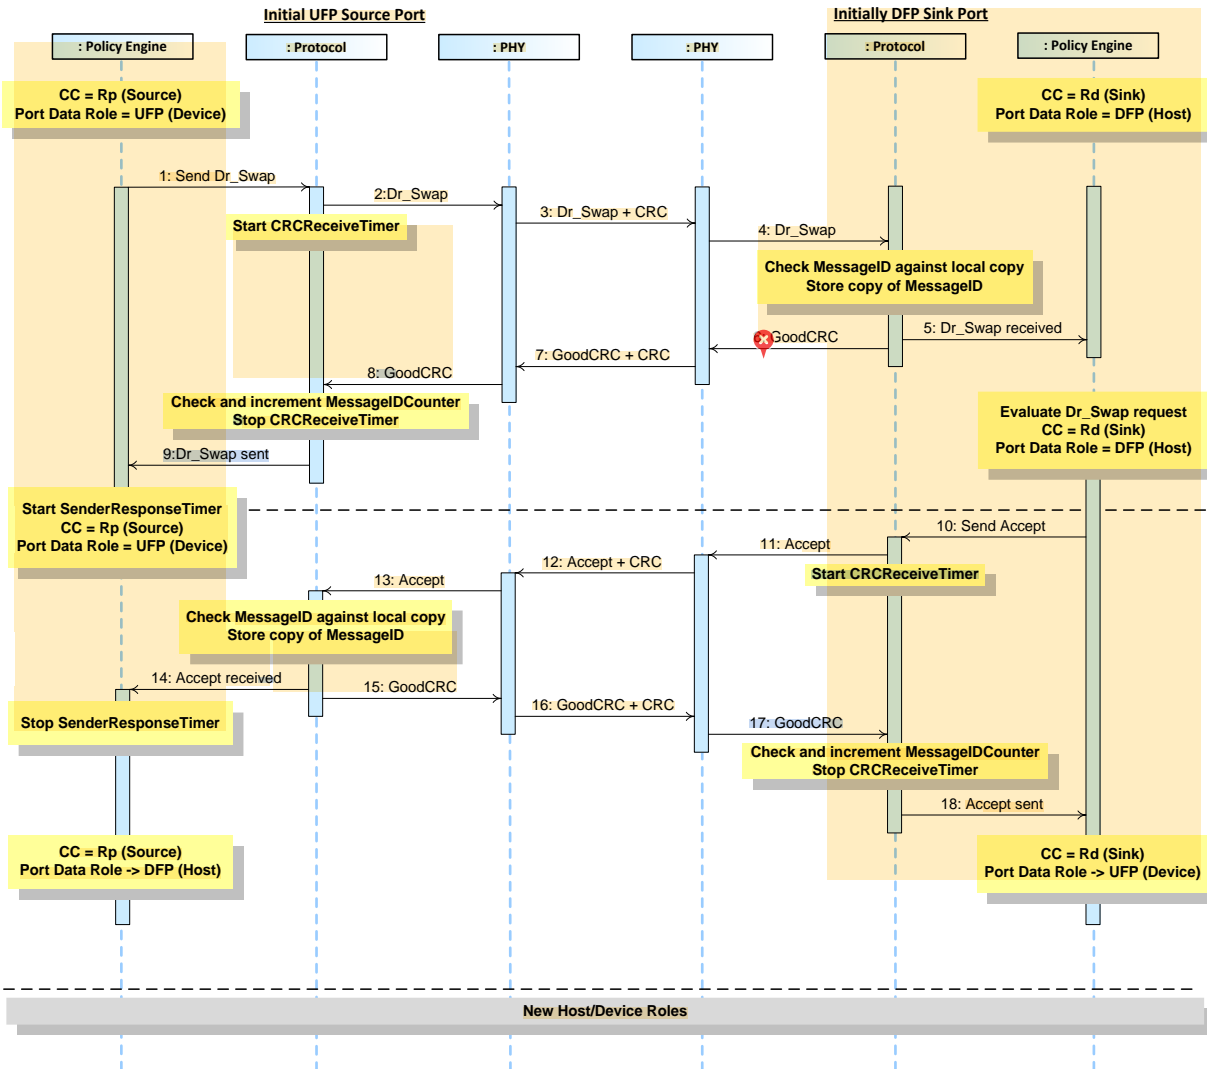 Initial UFP Source Port
Initially DFP Sink Port
: Policy Engine
: Protocol
: PHY
: PHY
: Protocol
: Policy Engine
CC = Rp (Source)
Port Data Role = UFP (Device)
CC = Rd (Sink)
Port Data Role = DFP (Host)
1: Send Dr_Swap
2:Dr_Swap
Start CRCReceiveTimer
3: Dr_Swap + CRC
4: Dr_Swap
Check MessageID against local copy
Store copy of MessageID
5: Dr_Swap received
GoodCRC
7: GoodCRC + CRC
8: GoodCRC
Check and increment MessageIDCounter
Stop CRCReceiveTimer
9:Dr_Swap sent
Evaluate Dr_Swap request
CC = Rd (Sink)
Port Data Role = DFP (Host)
Start SenderResponseTimer
CC = Rp (Source)
Port Data Role = UFP (Device)
10: Send Accept
11: Accept
Start CRCReceiveTimer
12: Accept + CRC
13: Accept
Check MessageID against local copy
Store copy of MessageID
14: Accept received
15: GoodCRC
Stop SenderResponseTimer
16: GoodCRC + CRC
17: GoodCRC
Check and increment MessageIDCounter
Stop CRCReceiveTimer
18: Accept sent
CC = Rp (Source)
Port Data Role -> DFP (Host)
CC = Rd (Sink)
Port Data Role -> UFP (Device)
New Host/Device Roles